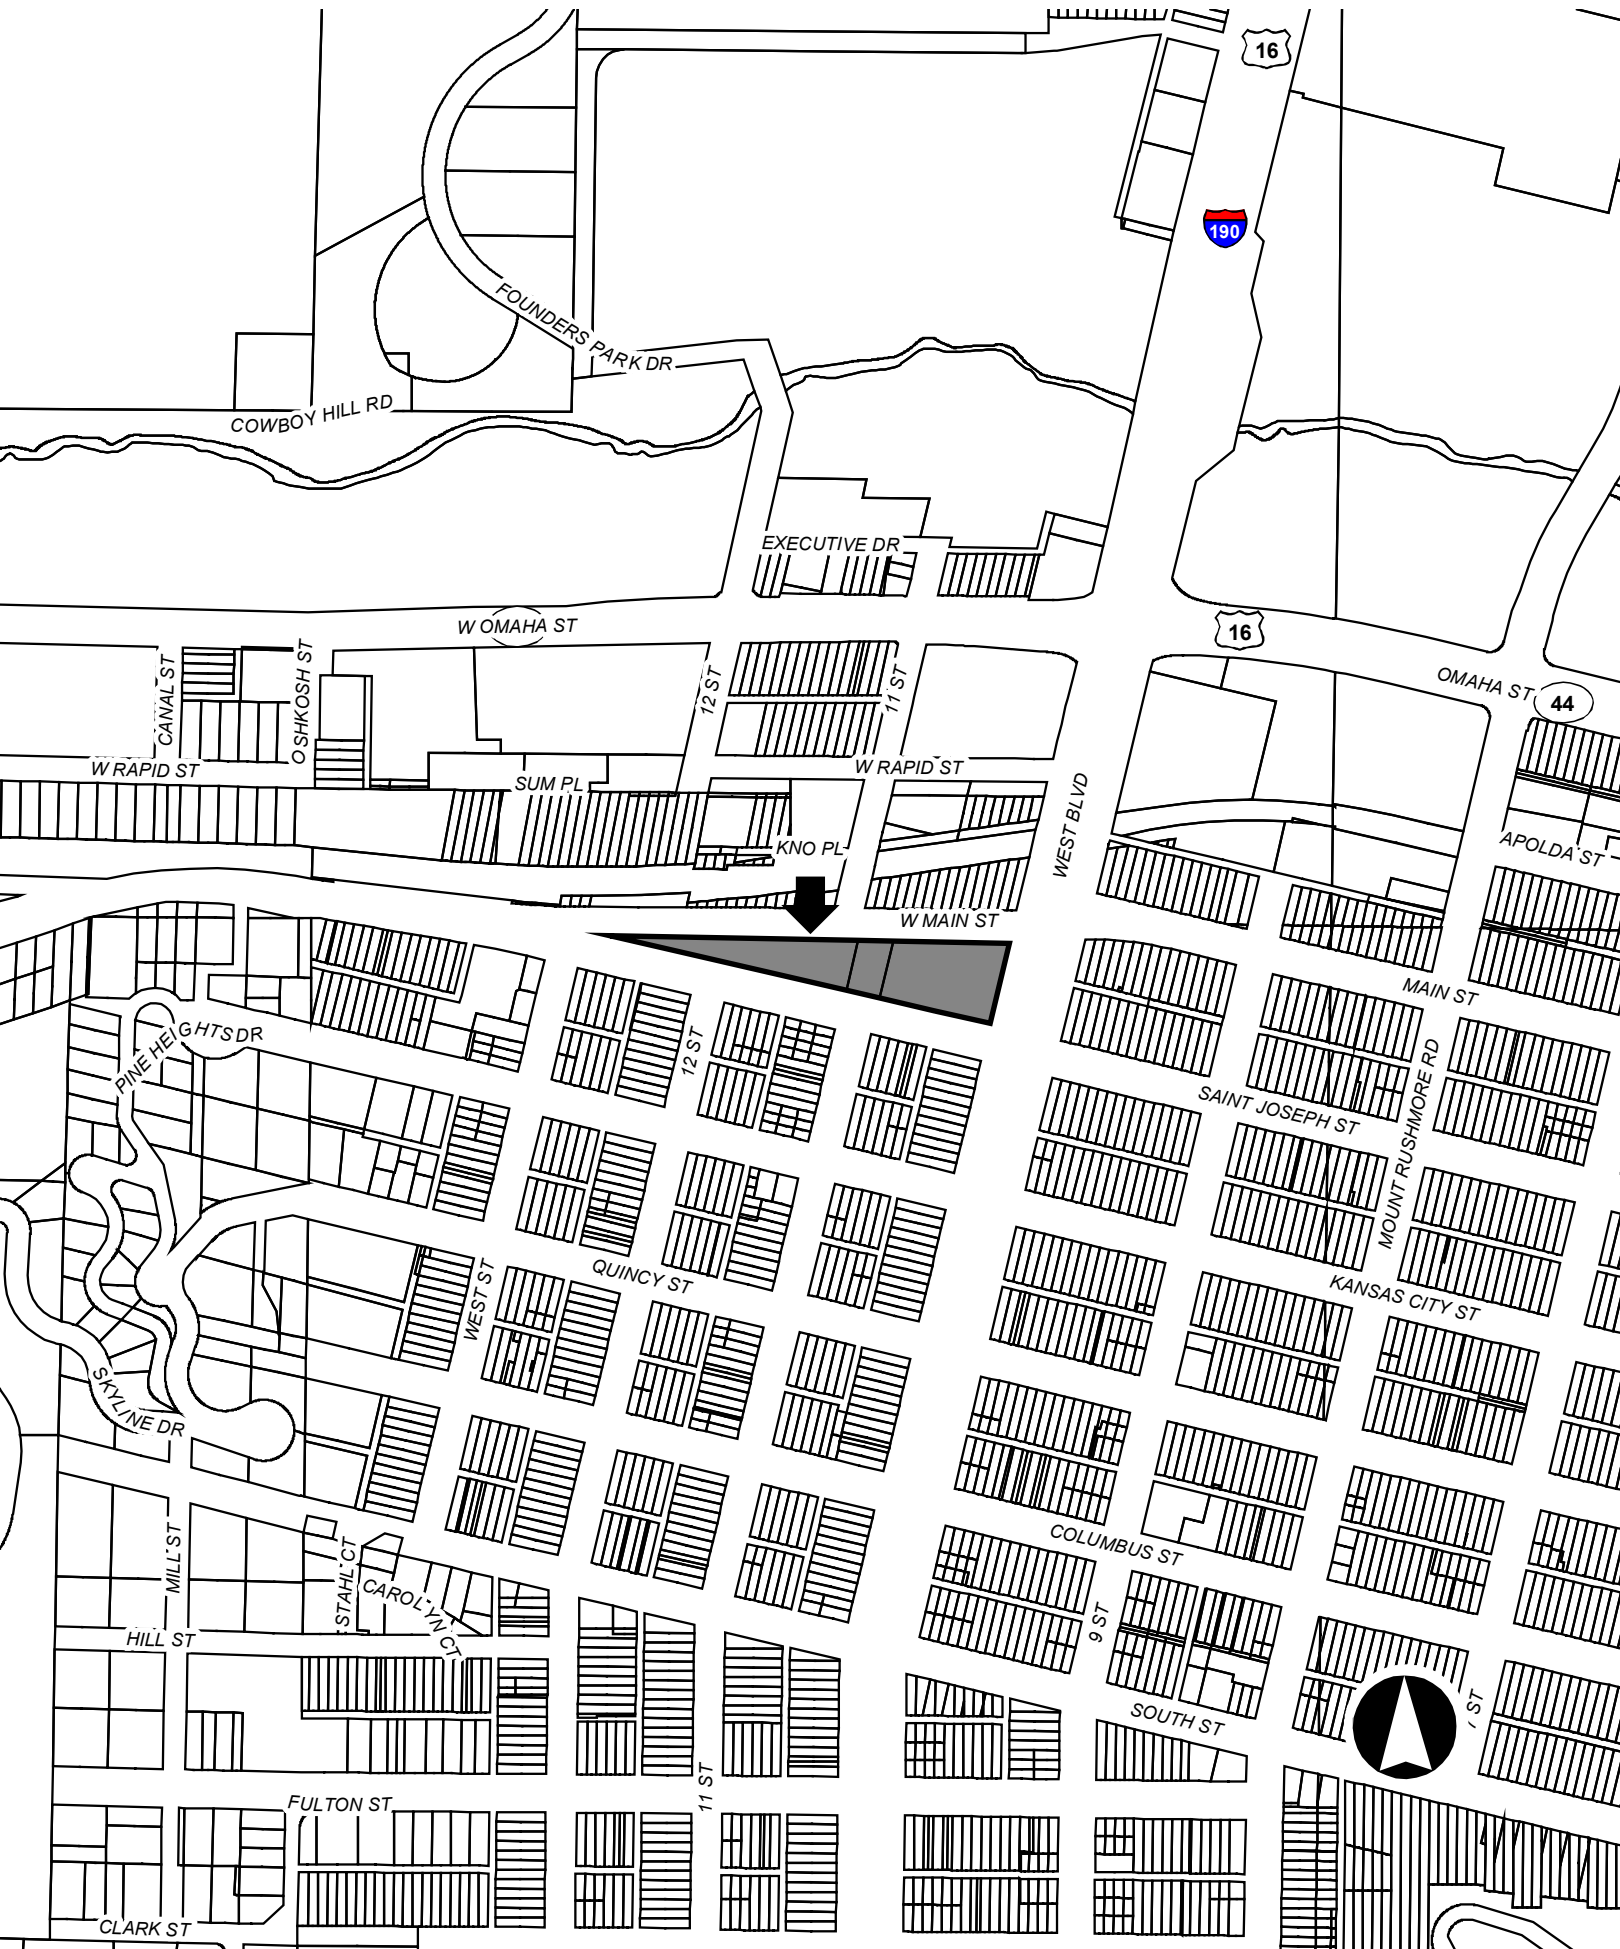 16
190
FOUNDERS PARK DR
COWBOY HILL RD
EXECUTIVE DR
W OMAHA ST
16
CANAL ST
OSHKOSH ST
12 ST
11 ST
OMAHA ST
44
W RAPID ST
W RAPID ST
SUM PL
WEST BLVD
KNO PL
APOLDA ST
W MAIN ST
MAIN ST
PINE HEIGHTS DR
12 ST
SAINT JOSEPH ST
MOUNT RUSHMORE RD
QUINCY ST
WEST ST
KANSAS CITY ST
SKYLINE DR
COLUMBUS ST
MILL ST
STAHL CT
CAROLYN CT
9 ST
HILL ST
SOUTH ST
ST
11 ST
FULTON ST
CLARK ST